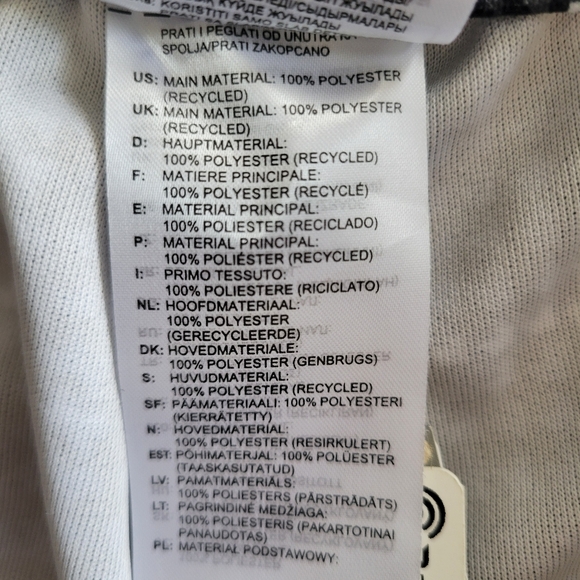 KORISTITI SAMO
PRATI I PEGLATI OD UNUTRA
SPOLJA/PRATI ZAKOPCANO
US: MAIN MATERIAL: 100% POLYESTER
(RECYCLED)
UK: MAIN MATERIAL: 100% POLYESTER
(RECYCLED)
D: HAUPTMATERIAL:
100% POLYESTER (RECYCLED)
F: MATIERE PRINCIPALE:
100% POLYESTER (RECYCLÉ)
E: MATERIAL PRINCIPAL:
100% POLIESTER (RECICLADO)
P: MATERIAL PRINCIPAL:
100% POLIÉSTER (RECYCLED)
I: PRIMO TESSUTO:
100% POLIESTERE (RICICLATO)
NL: HOOFDMATERIAAL:
100% POLYESTER
(GERECYCLEERDE)
DK: HOVEDMATERIALE:
100% POLYESTER (GENBRUGS)
S: HUVUDMATERIAL:
100% POLYESTER (RECYCLED)
SF: PÄÄMATERIAALI: 100% POLYESTERI
(KIERRÄTETTY)
N: HOVEDMATERIAL:
100% POLYESTER (RESIRKULERT)
EST: PÕHIMATERJAL: 100% POLÜESTER
(TAASKASUTATUD)
LV: PAMATMATERIĀLS:
100% POLIESTERS (PĀRSTRĀDĀTS)
LT: PAGRINDINĖ MEDŽIAGA:
100% POLIESTERIS (PAKARTOTINAI
PANAUDOTAS)
PL: MATERIAŁ PODSTAWOWY: